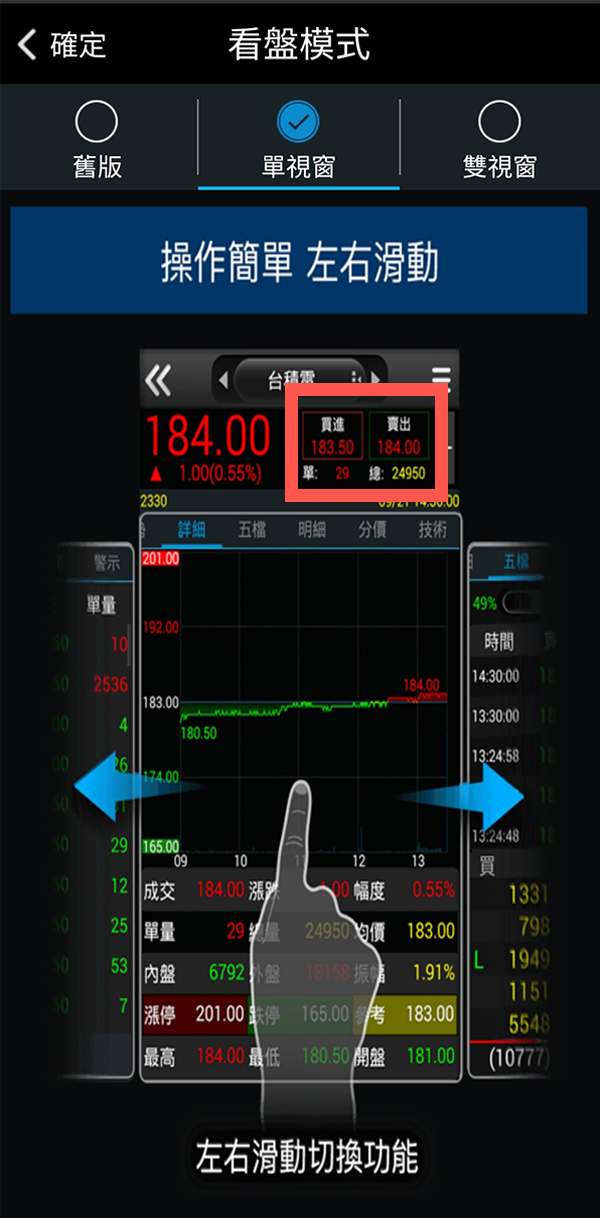 確定
看盤模式
舊版 單視窗 雙視窗
操作簡單 左右滑動
台積電
184.00
▲ 1.00(0.55%)
買進 賣出
183.50 184.00
單: 29 總: 24950
2330 09/21 14:30:00
詳細 五檔 明細 分價 技術
201.00
192.00
183.00
174.00
165.00
184.00
180.50
09 10 11 12 13
成交 184.00 漲跌 1.00 幅度 0.55%
單量 29 總量 24950 均價 183.00
內盤 6792 外盤 18158 振幅 1.91%
漲停 201.00 跌停 165.00 參考 183.00
最高 184.00 最低 180.50 開盤 181.00
警示
單量
10
2536
4
26
29
12
25
53
7
五檔
49%
時間
14:30:00
13:30:00
13:24:58
13:24:48
買
1331
798
L 1949
1151
5548
(10777)
左右滑動切換功能